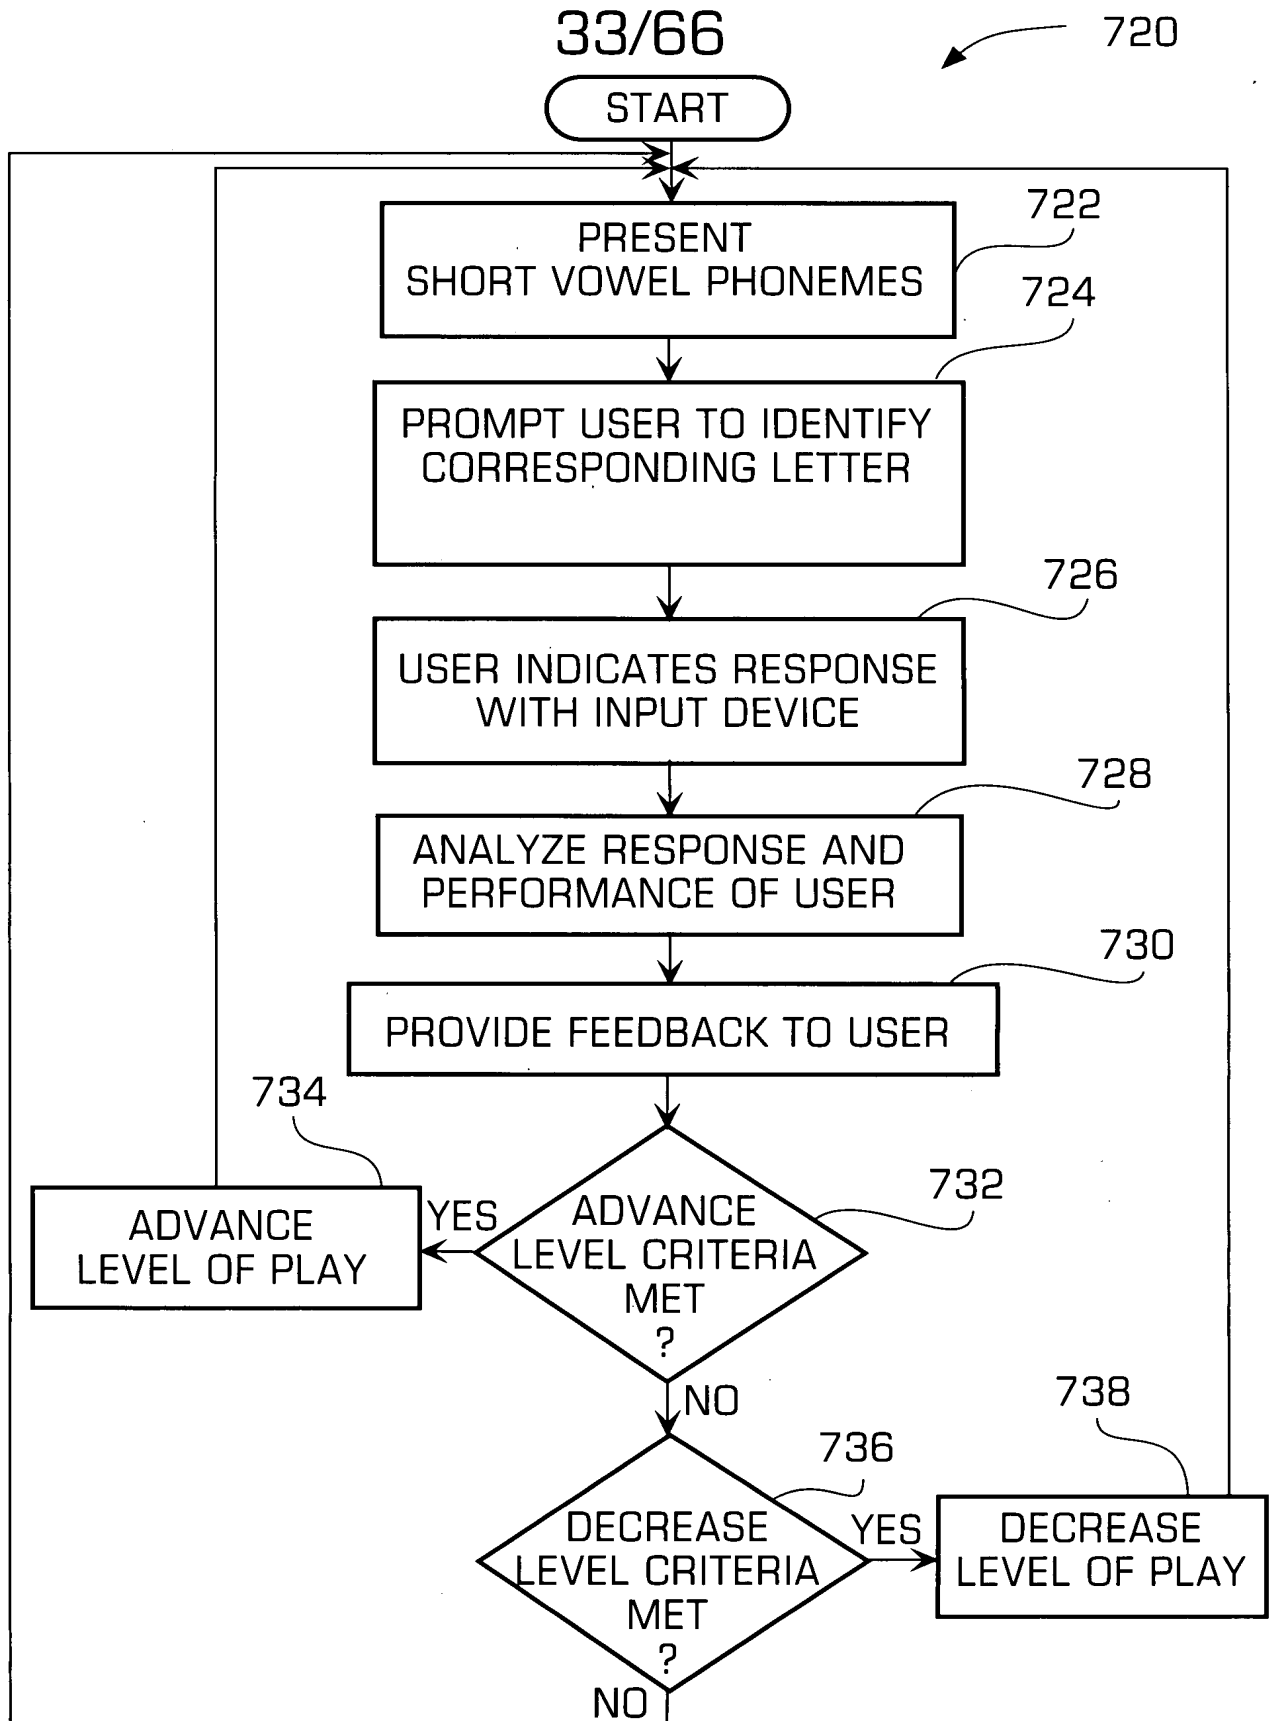 33/66
720
START
722
PRESENT
SHORT VOWEL PHONEMES
724
PROMPT USER TO IDENTIFY
CORRESPONDING LETTER
726
USER INDICATES RESPONSE
WITH INPUT DEVICE
728
ANALYZE RESPONSE AND
PERFORMANCE OF USER
730
PROVIDE FEEDBACK TO USER
734
732
ADVANCE
LEVEL OF PLAY
YES
ADVANCE
LEVEL CRITERIA
MET
?
NO
738
736
DECREASE
LEVEL CRITERIA
MET
?
YES
DECREASE
LEVEL OF PLAY
NO